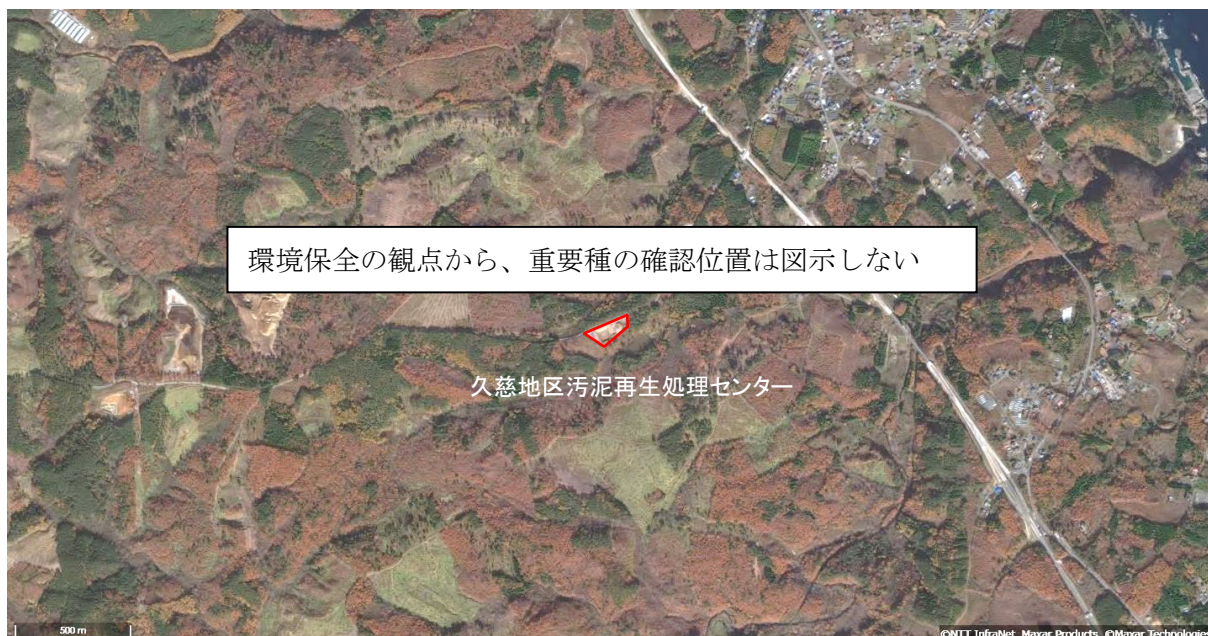 環境保全の観点から、重要種の確認位置は図示しない
久慈地区汚泥再生処理センター
500 m
©NTT InfraNet, Maxar Products, ©Maxar Technologies